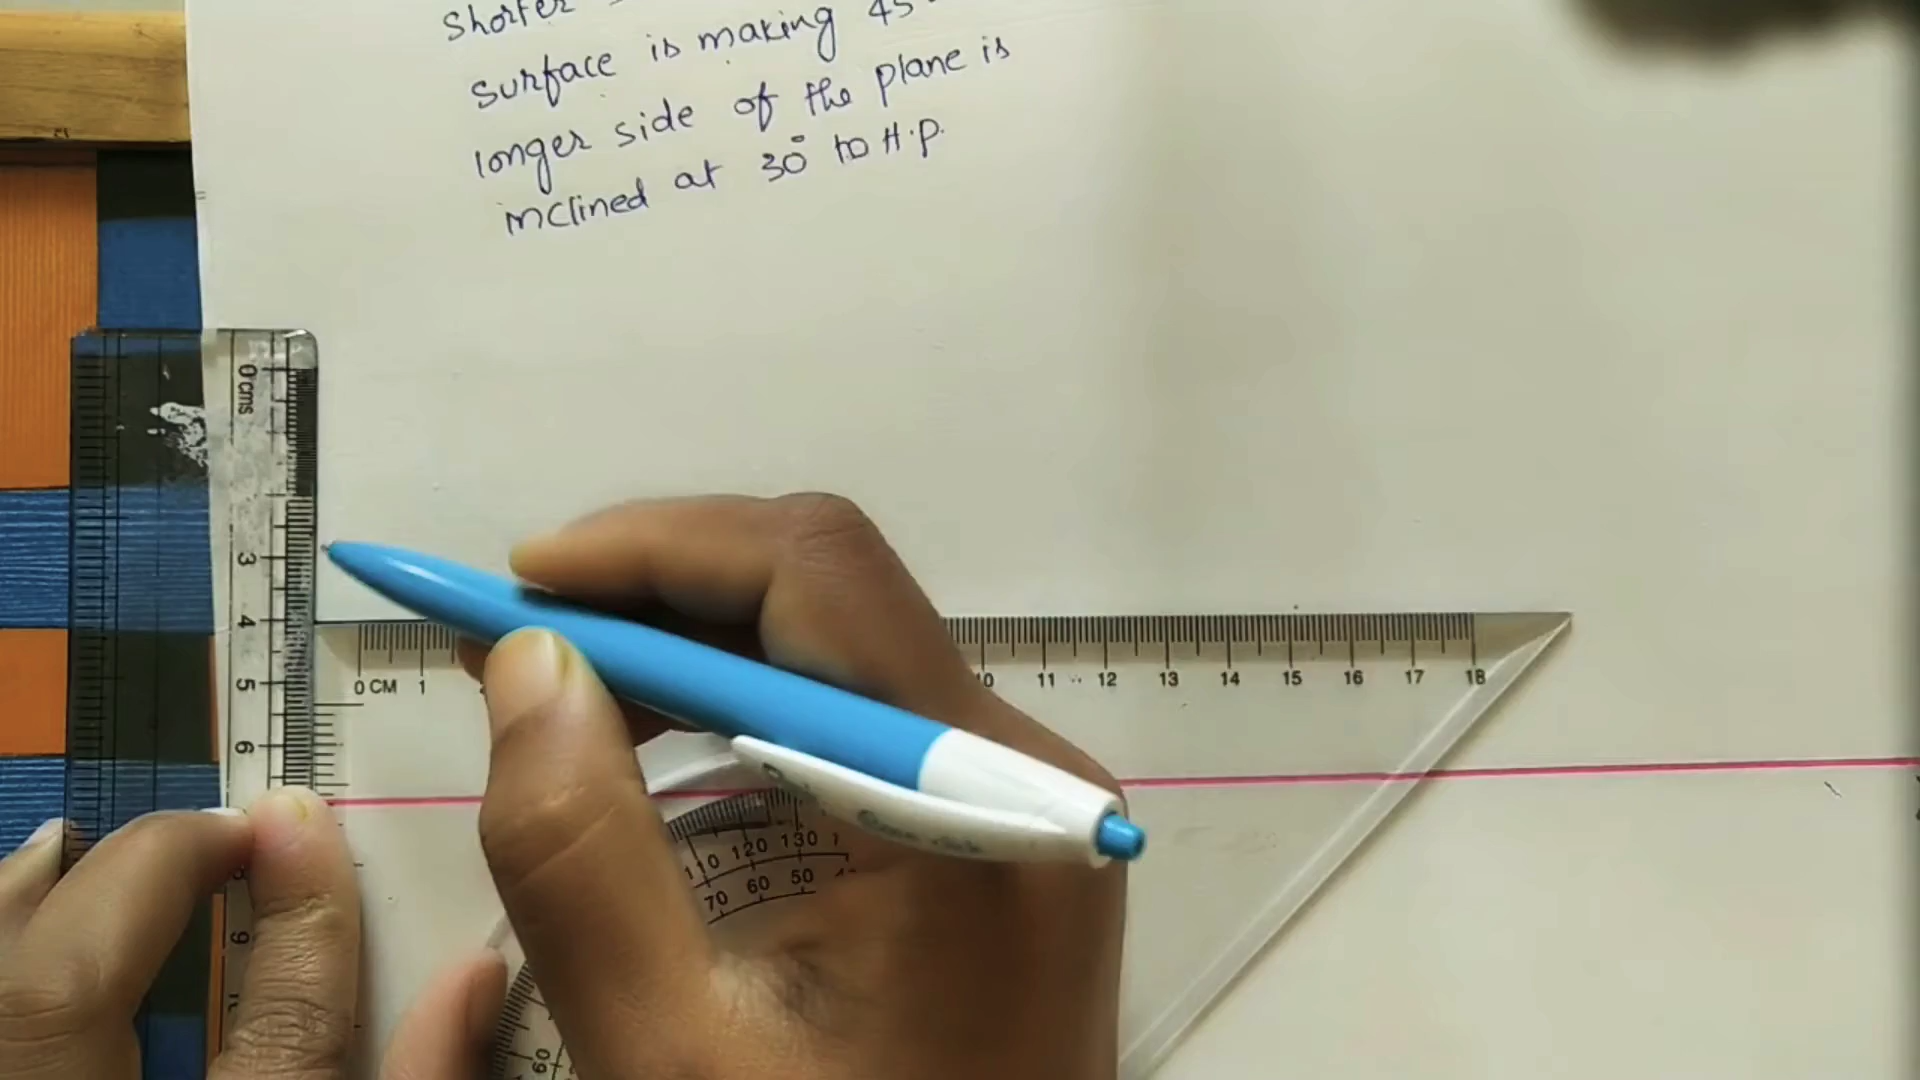 shorter
surface is making 45°
longer side of the plane is
inclined at 30° to H.P.
0 cms
3
4
5
6
9
0 CM 1
10 11 12 13 14 15 16 17 18
110 120 130
70 60 50
60